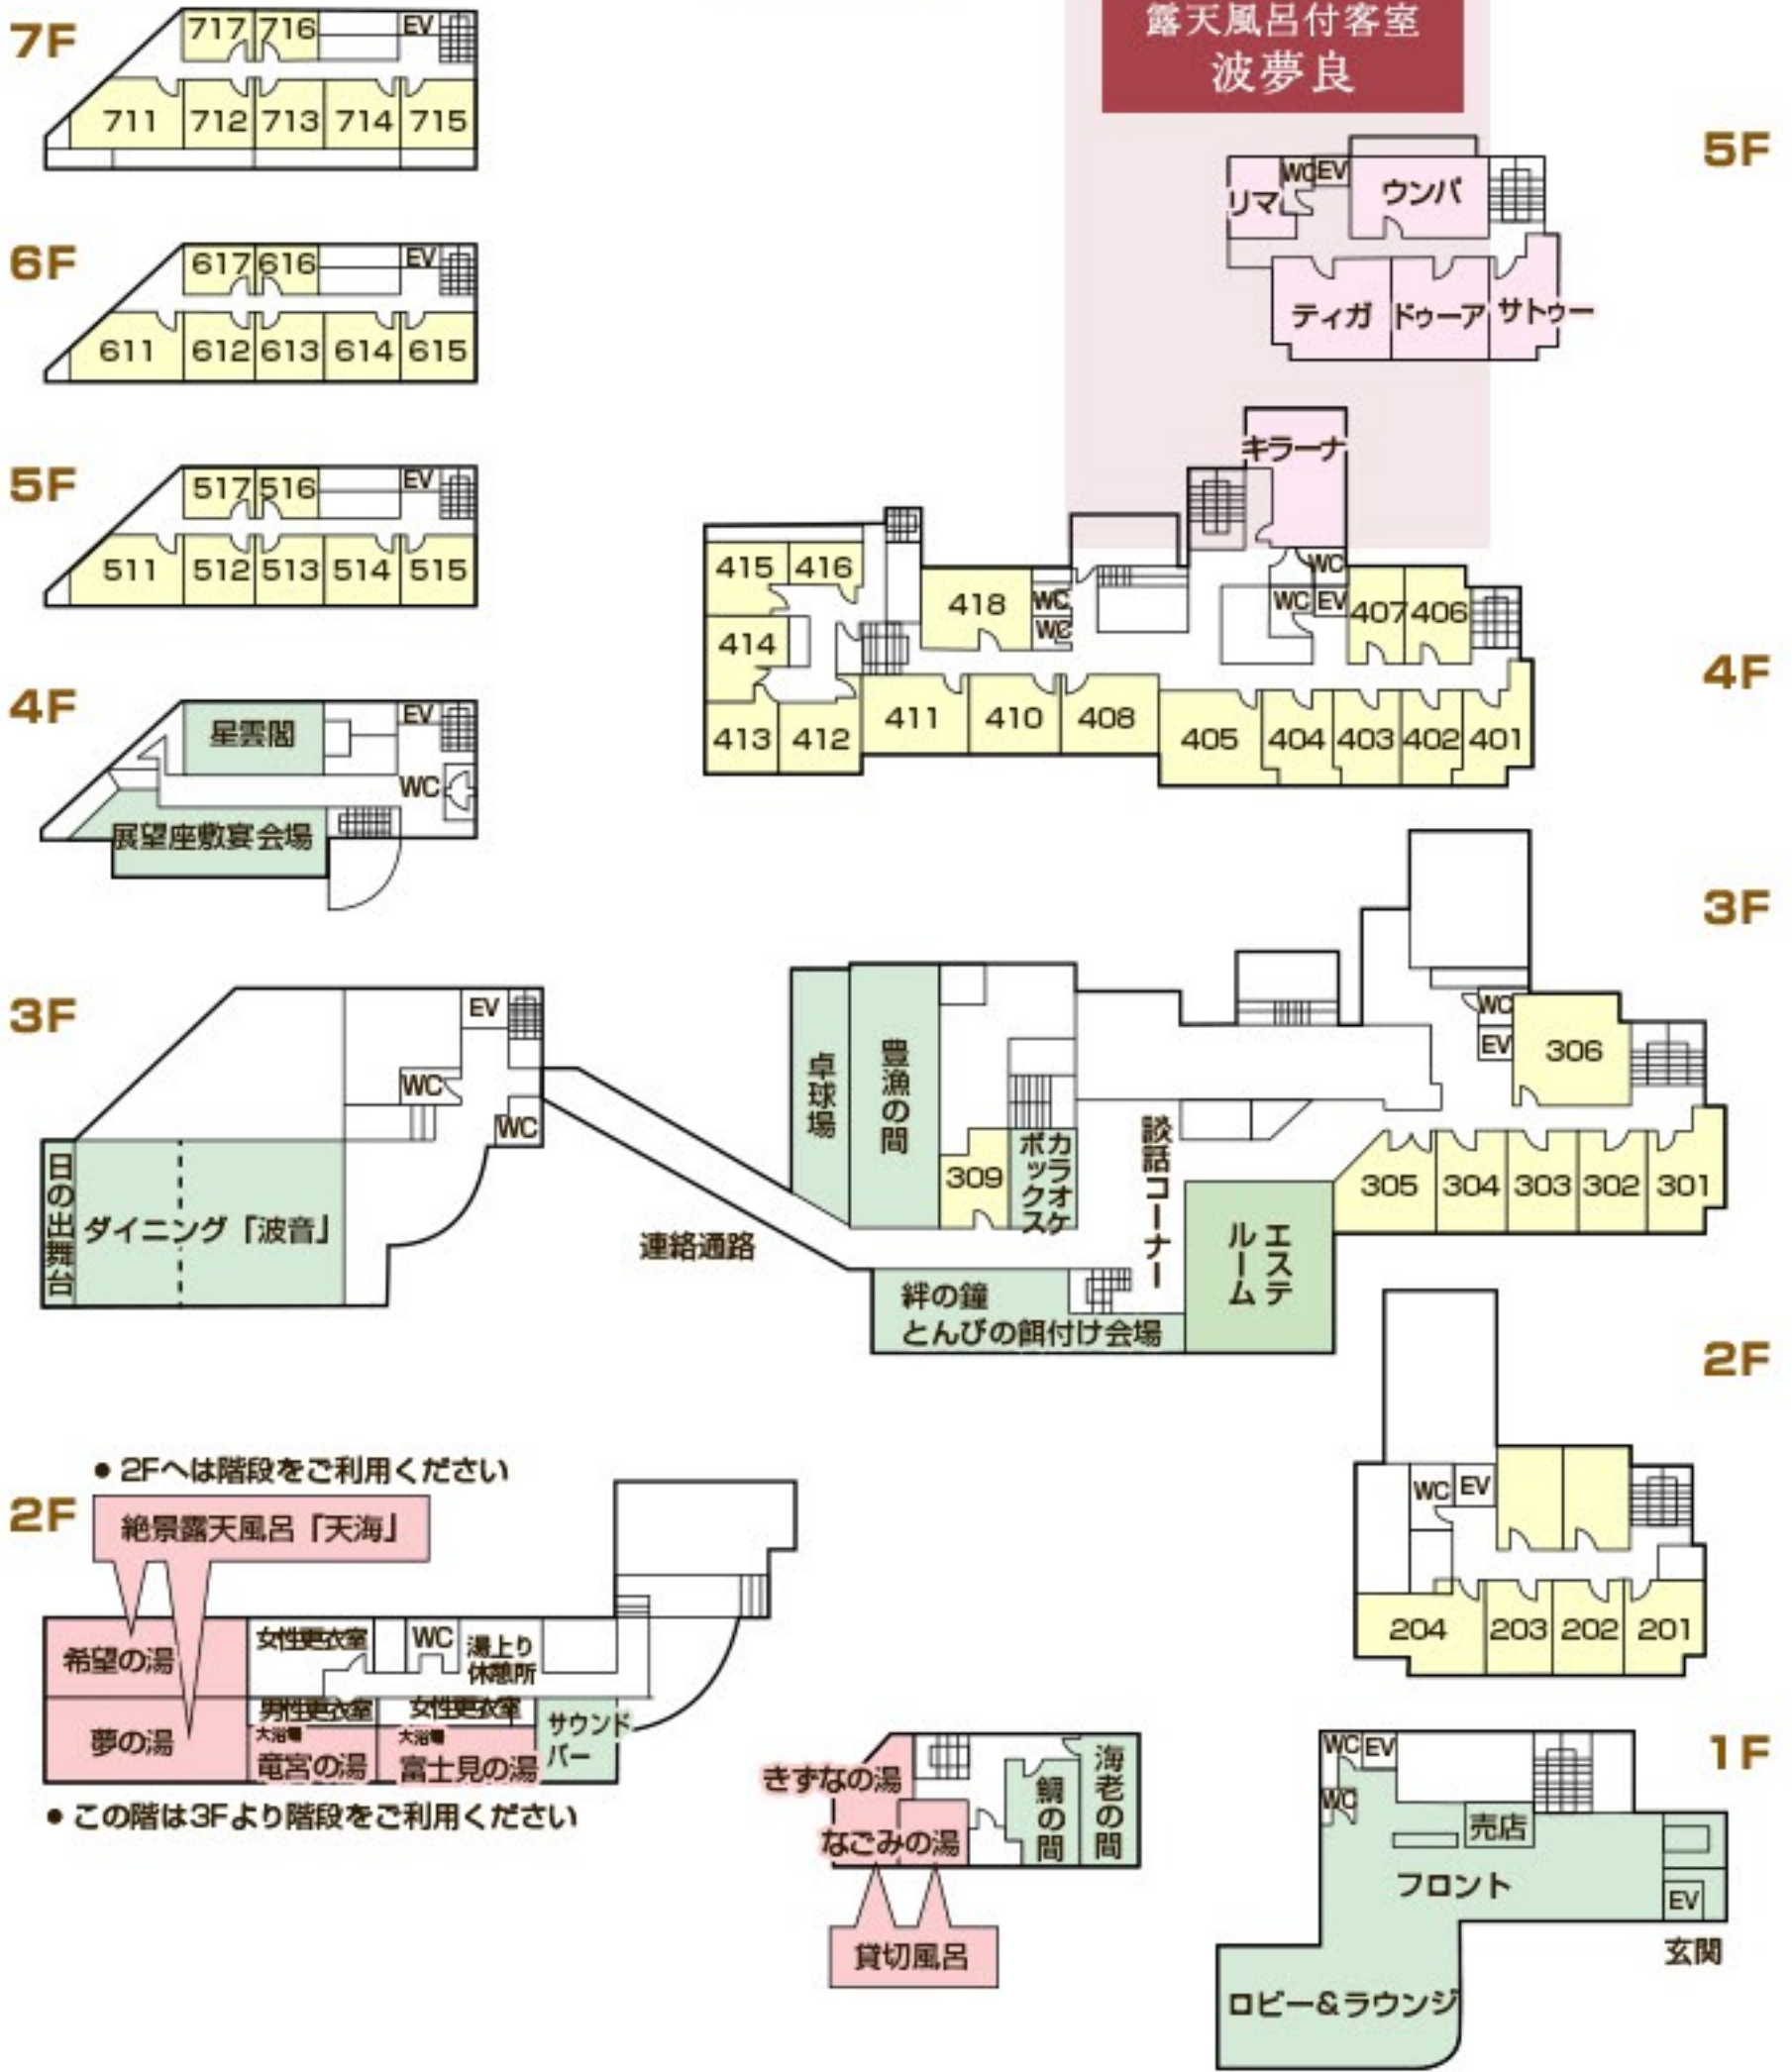 露天風呂付客室
波夢良
7F
717 716 EV
711 712 713 714 715
6F
617 616 EV
611 612 613 614 615
5F
517 516 EV
511 512 513 514 515
4F
星雲閣 EV
WC
展望座敷宴会場
3F
EV
WC
WC
日の出舞台
ダイニング「波音」
連絡通路
5F
リマ WC EV ウンパ
ティガ ドゥーア サトゥー
4F
キラーナ
WC
415 416 418 WC WC EV 407 406
WC
414
413 412 411 410 408 405 404 403 402 401
3F
卓球場
豊漁の間
309
カラオケ
ボックス
談話コーナー
WC
EV
306
305 304 303 302 301
エステ
ルーム
絆の鐘
とんびの餌付け会場
2F
WC EV
204 203 202 201
● 2Fへは階段をご利用ください
2F
絶景露天風呂「天海」
希望の湯
女性更衣室
WC
湯上り
休憩所
夢の湯
男性更衣室
女性更衣室
大浴場
竜宮の湯
大浴場
富士見の湯
サウンド
バー
● この階は3Fより階段をご利用ください
きずなの湯
なごみの湯
鯛の間
海老の間
貸切風呂
1F
WC EV
WC
売店
フロント
EV
玄関
ロビー&ラウンジ